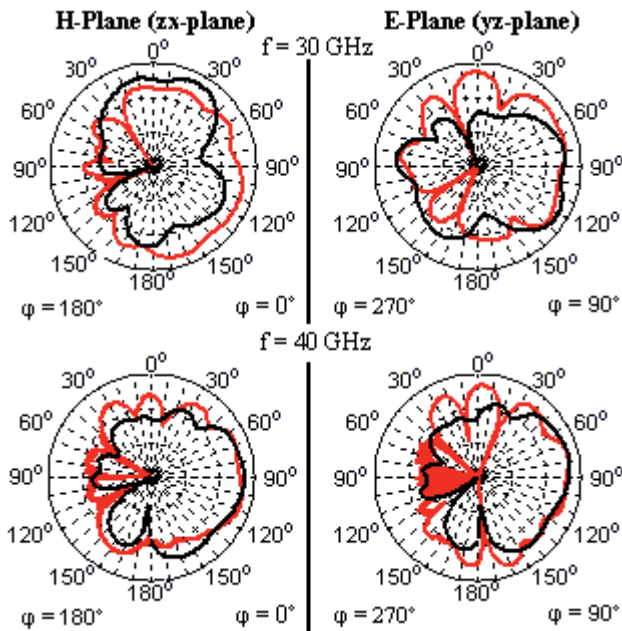 H-Plane (zx-plane) E-Plane (yz-plane)
f = 30 GHz
0° 0°
30° 30° 30° 30°
60° 60° 60° 60°
90° 90° 90° 90°
120° 120° 120° 120°
150° 150° 150° 150°
180° 180°
φ = 180° φ = 0° φ = 270° φ = 90°
f = 40 GHz
0° 0°
30° 30° 30° 30°
60° 60° 60° 60°
90° 90° 90° 90°
120° 120° 120° 120°
150° 150° 150° 150°
180° 180°
φ = 180° φ = 0° φ = 270° φ = 90°